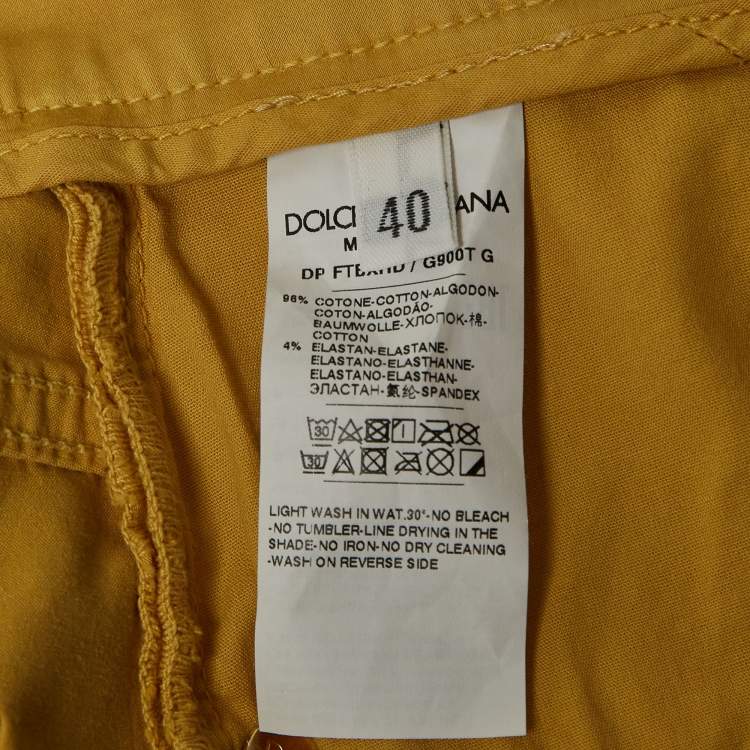 DOLC 40 ANA
M
DP FTBXHD / G900T G
96% COTONE-COTTON-ALGODON-
COTON-ALGODÃO-
BAUMWOLLE-ХЛОПОК-棉-
COTTON
4% ELASTAN-ELASTANE-
ELASTANO-ELASTHANNE-
ELASTANO-ELASTHAN-
ЭЛАСТАН-氨纶-SPANDEX
30
30
LIGHT WASH IN WAT.30°-NO BLEACH
-NO TUMBLER-LINE DRYING IN THE
SHADE-NO IRON-NO DRY CLEANING
-WASH ON REVERSE SIDE